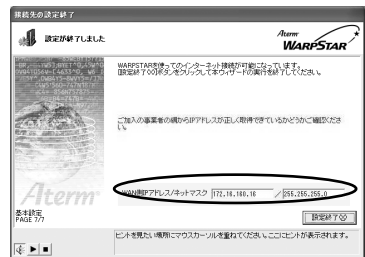 接続先の設定終了
設定が終了しました
Aterm
WARPSTAR
WARPSTARを使ってのインターネット接続が可能になっています。
[設定終了(X)]ボタンをクリックして本ウィザードの実行を終了してください。
ご加入の事業者の網からIPアドレスが正しく取得できているかどうかご確認ください。
WAN側IPアドレス/ネットマスク 172.16.160.16 / 255.255.255.0
Aterm
基本設定
PAGE 7/7
設定終了(X)
ヒントを見たい場所にマウスカーソルを重ねてください。ここにヒントが表示されます。